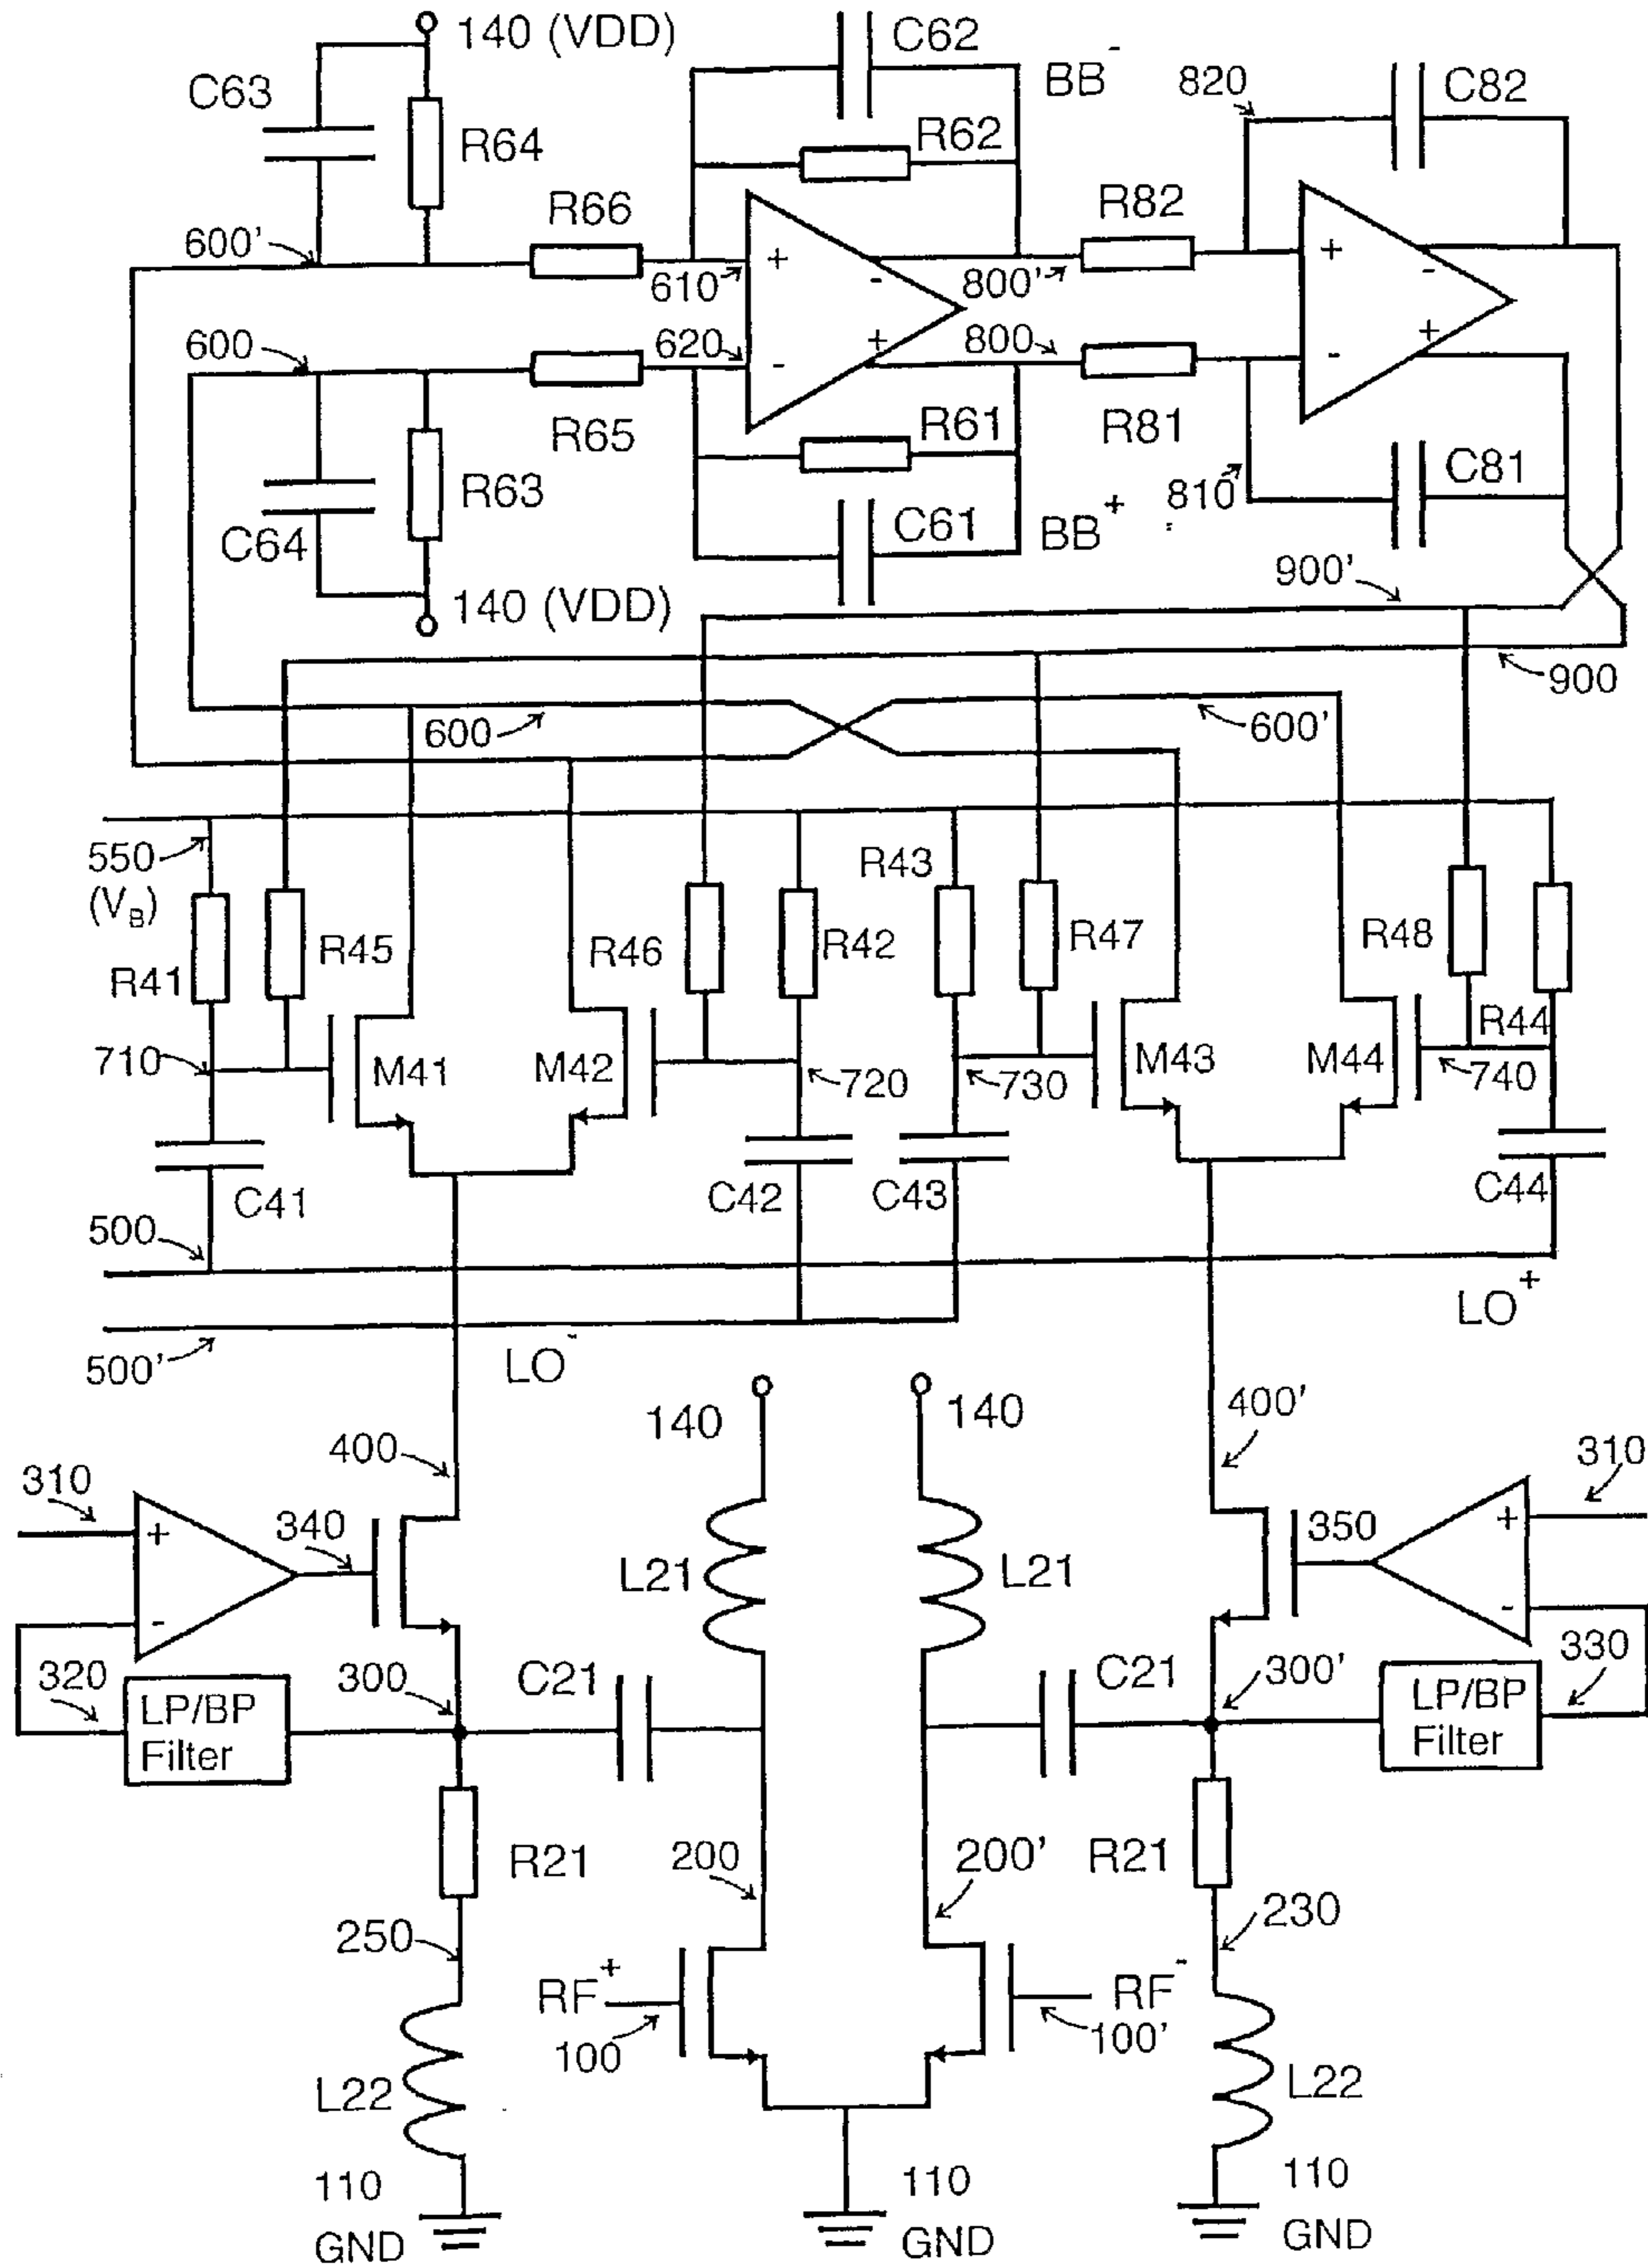 140 (VDD)
C62
BB-
820
C82
C63
R64
R62
R66
R82
600'
610
+
-
800'
+
-
600
620
-
+
800
-
+
R65
R61
R81
R63
C81
810
C64
C61
BB+
140 (VDD)
900'
900
600
600'
550
(VB)
R43
R41
R45
R46
R42
R47
R48
R44
710
M41
M42
720
730
M43
M44
740
C41
C42
C43
C44
500
LO+
500'
LO-
140
140
400
400'
310
310
+
340
350
+
L21
L21
-
-
320
LP/BP
Filter
300
C21
C21
300'
330
LP/BP
Filter
R21
200
200'
R21
250
230
RF+
RF-
100
100'
L22
L22
110
GND
110
GND
110
GND